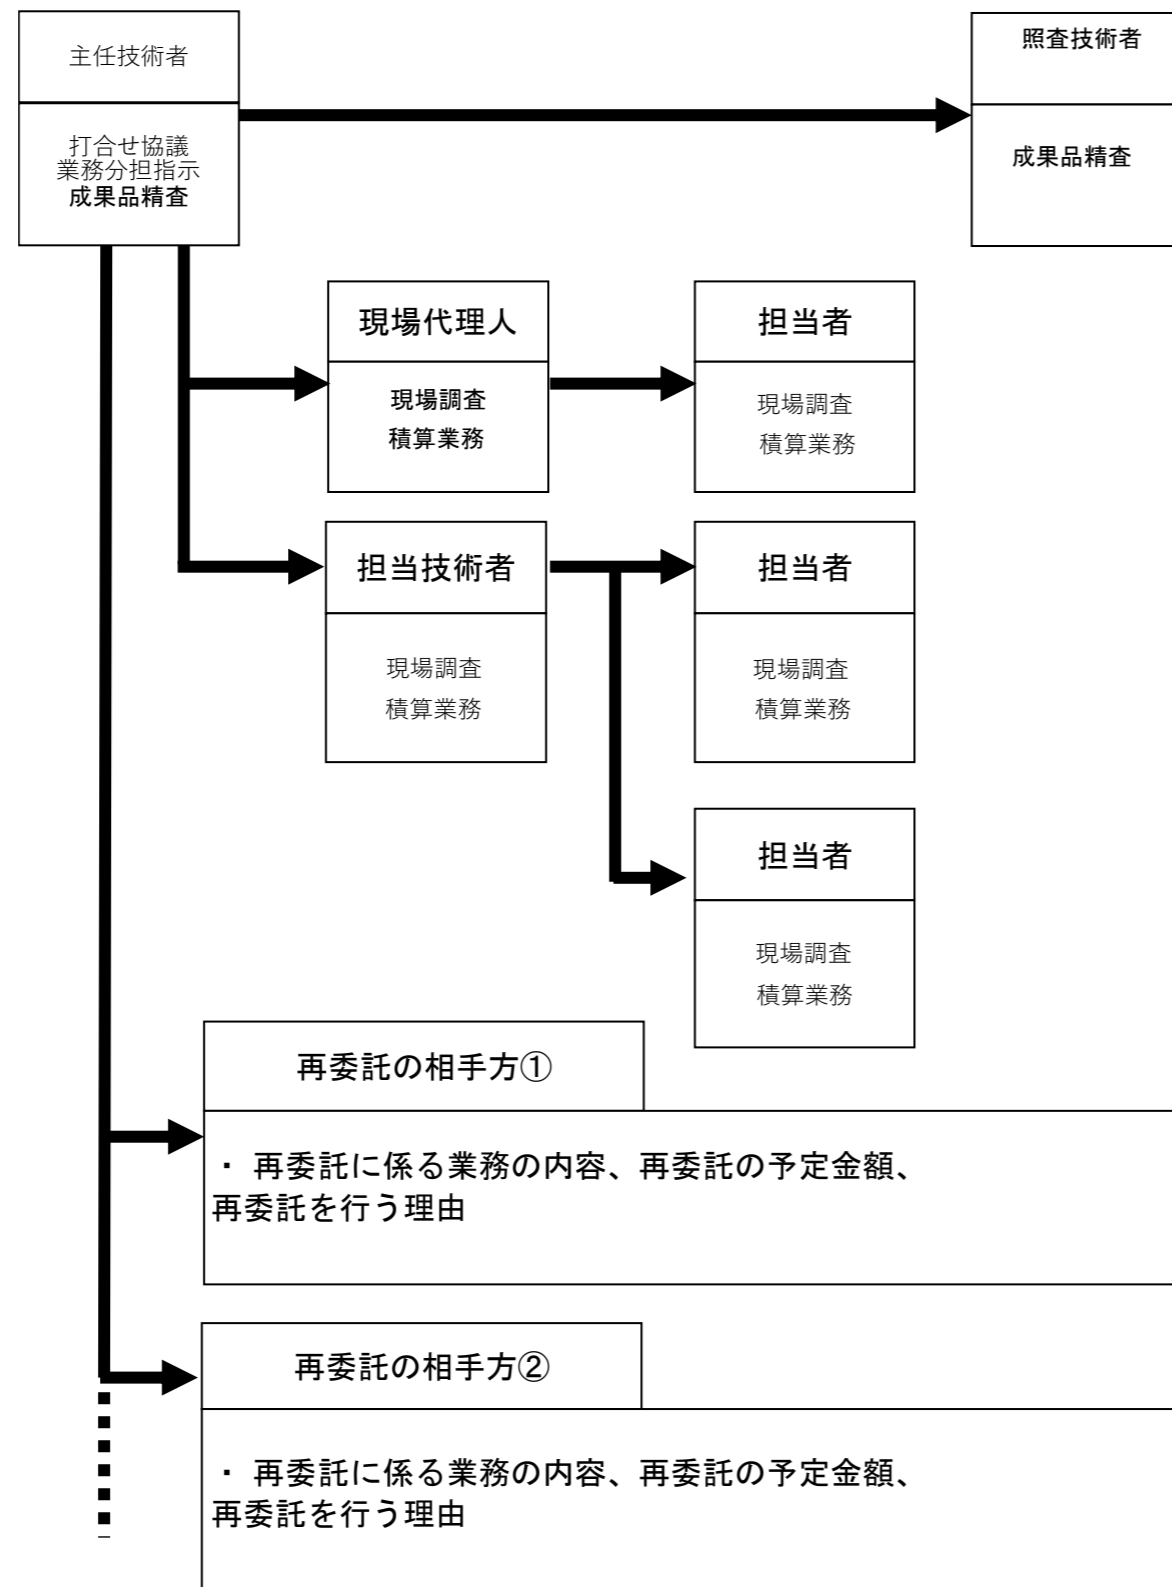 主任技術者
照査技術者
打合せ協議
業務分担指示
成果品精査
成果品精査
現場代理人
担当者
現場調査
積算業務
現場調査
積算業務
担当技術者
担当者
現場調査
積算業務
現場調査
積算業務
担当者
現場調査
積算業務
再委託の相手方①
・ 再委託に係る業務の内容、再委託の予定金額、
再委託を行う理由
再委託の相手方②
・ 再委託に係る業務の内容、再委託の予定金額、
再委託を行う理由